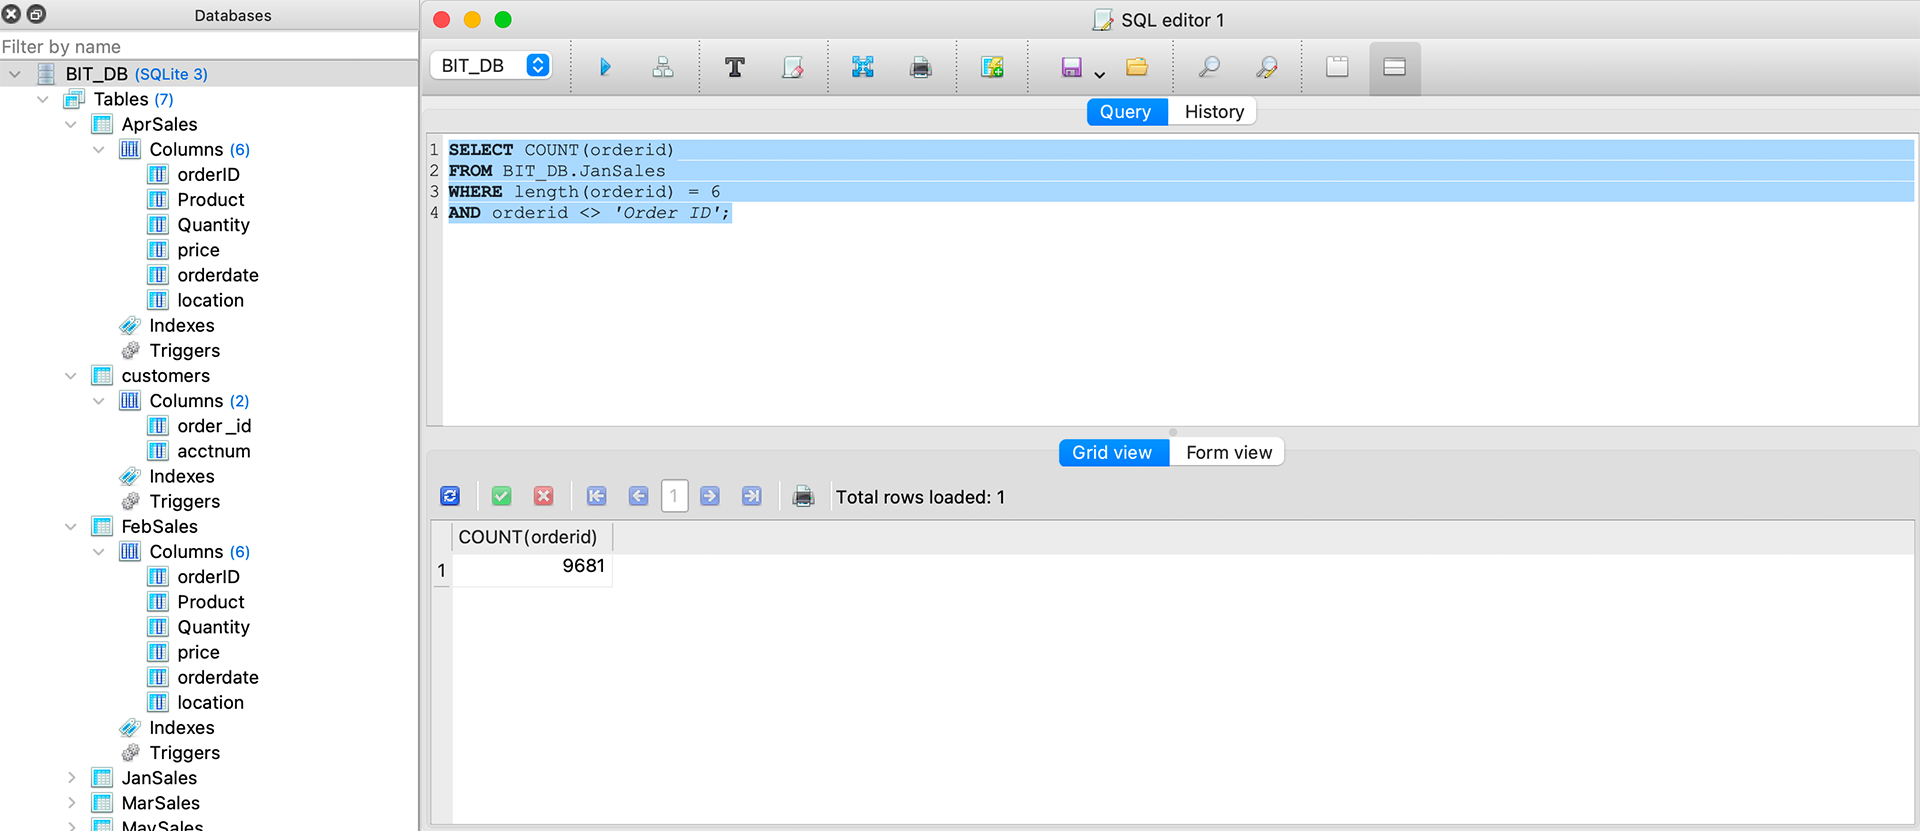 Databases
Filter by name
BIT_DB (SQLite 3)
Tables (7)
AprSales
Columns (6)
orderID
Product
Quantity
price
orderdate
location
Indexes
Triggers
customers
Columns (2)
order_id
acctnum
Indexes
Triggers
FebSales
Columns (6)
orderID
Product
Quantity
price
orderdate
location
Indexes
Triggers
JanSales
MarSales
MaySales
SQL editor 1
BIT_DB
T
Query History
1 SELECT COUNT(orderid)
2 FROM BIT_DB.JanSales
3 WHERE length(orderid) = 6
4 AND orderid <> 'Order ID';
Grid view Form view
1 Total rows loaded: 1
COUNT(orderid)
1 9681